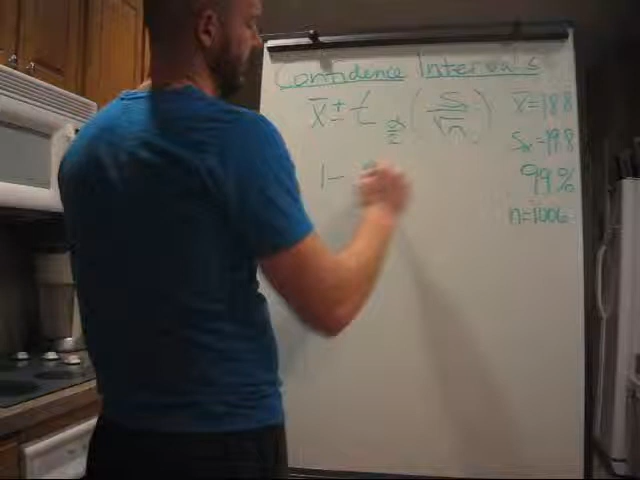 Confidence Intervals
x̄ ± t α/2 (Sx/√n)
x̄=188
Sx=19.8
99%
n=1006
1-